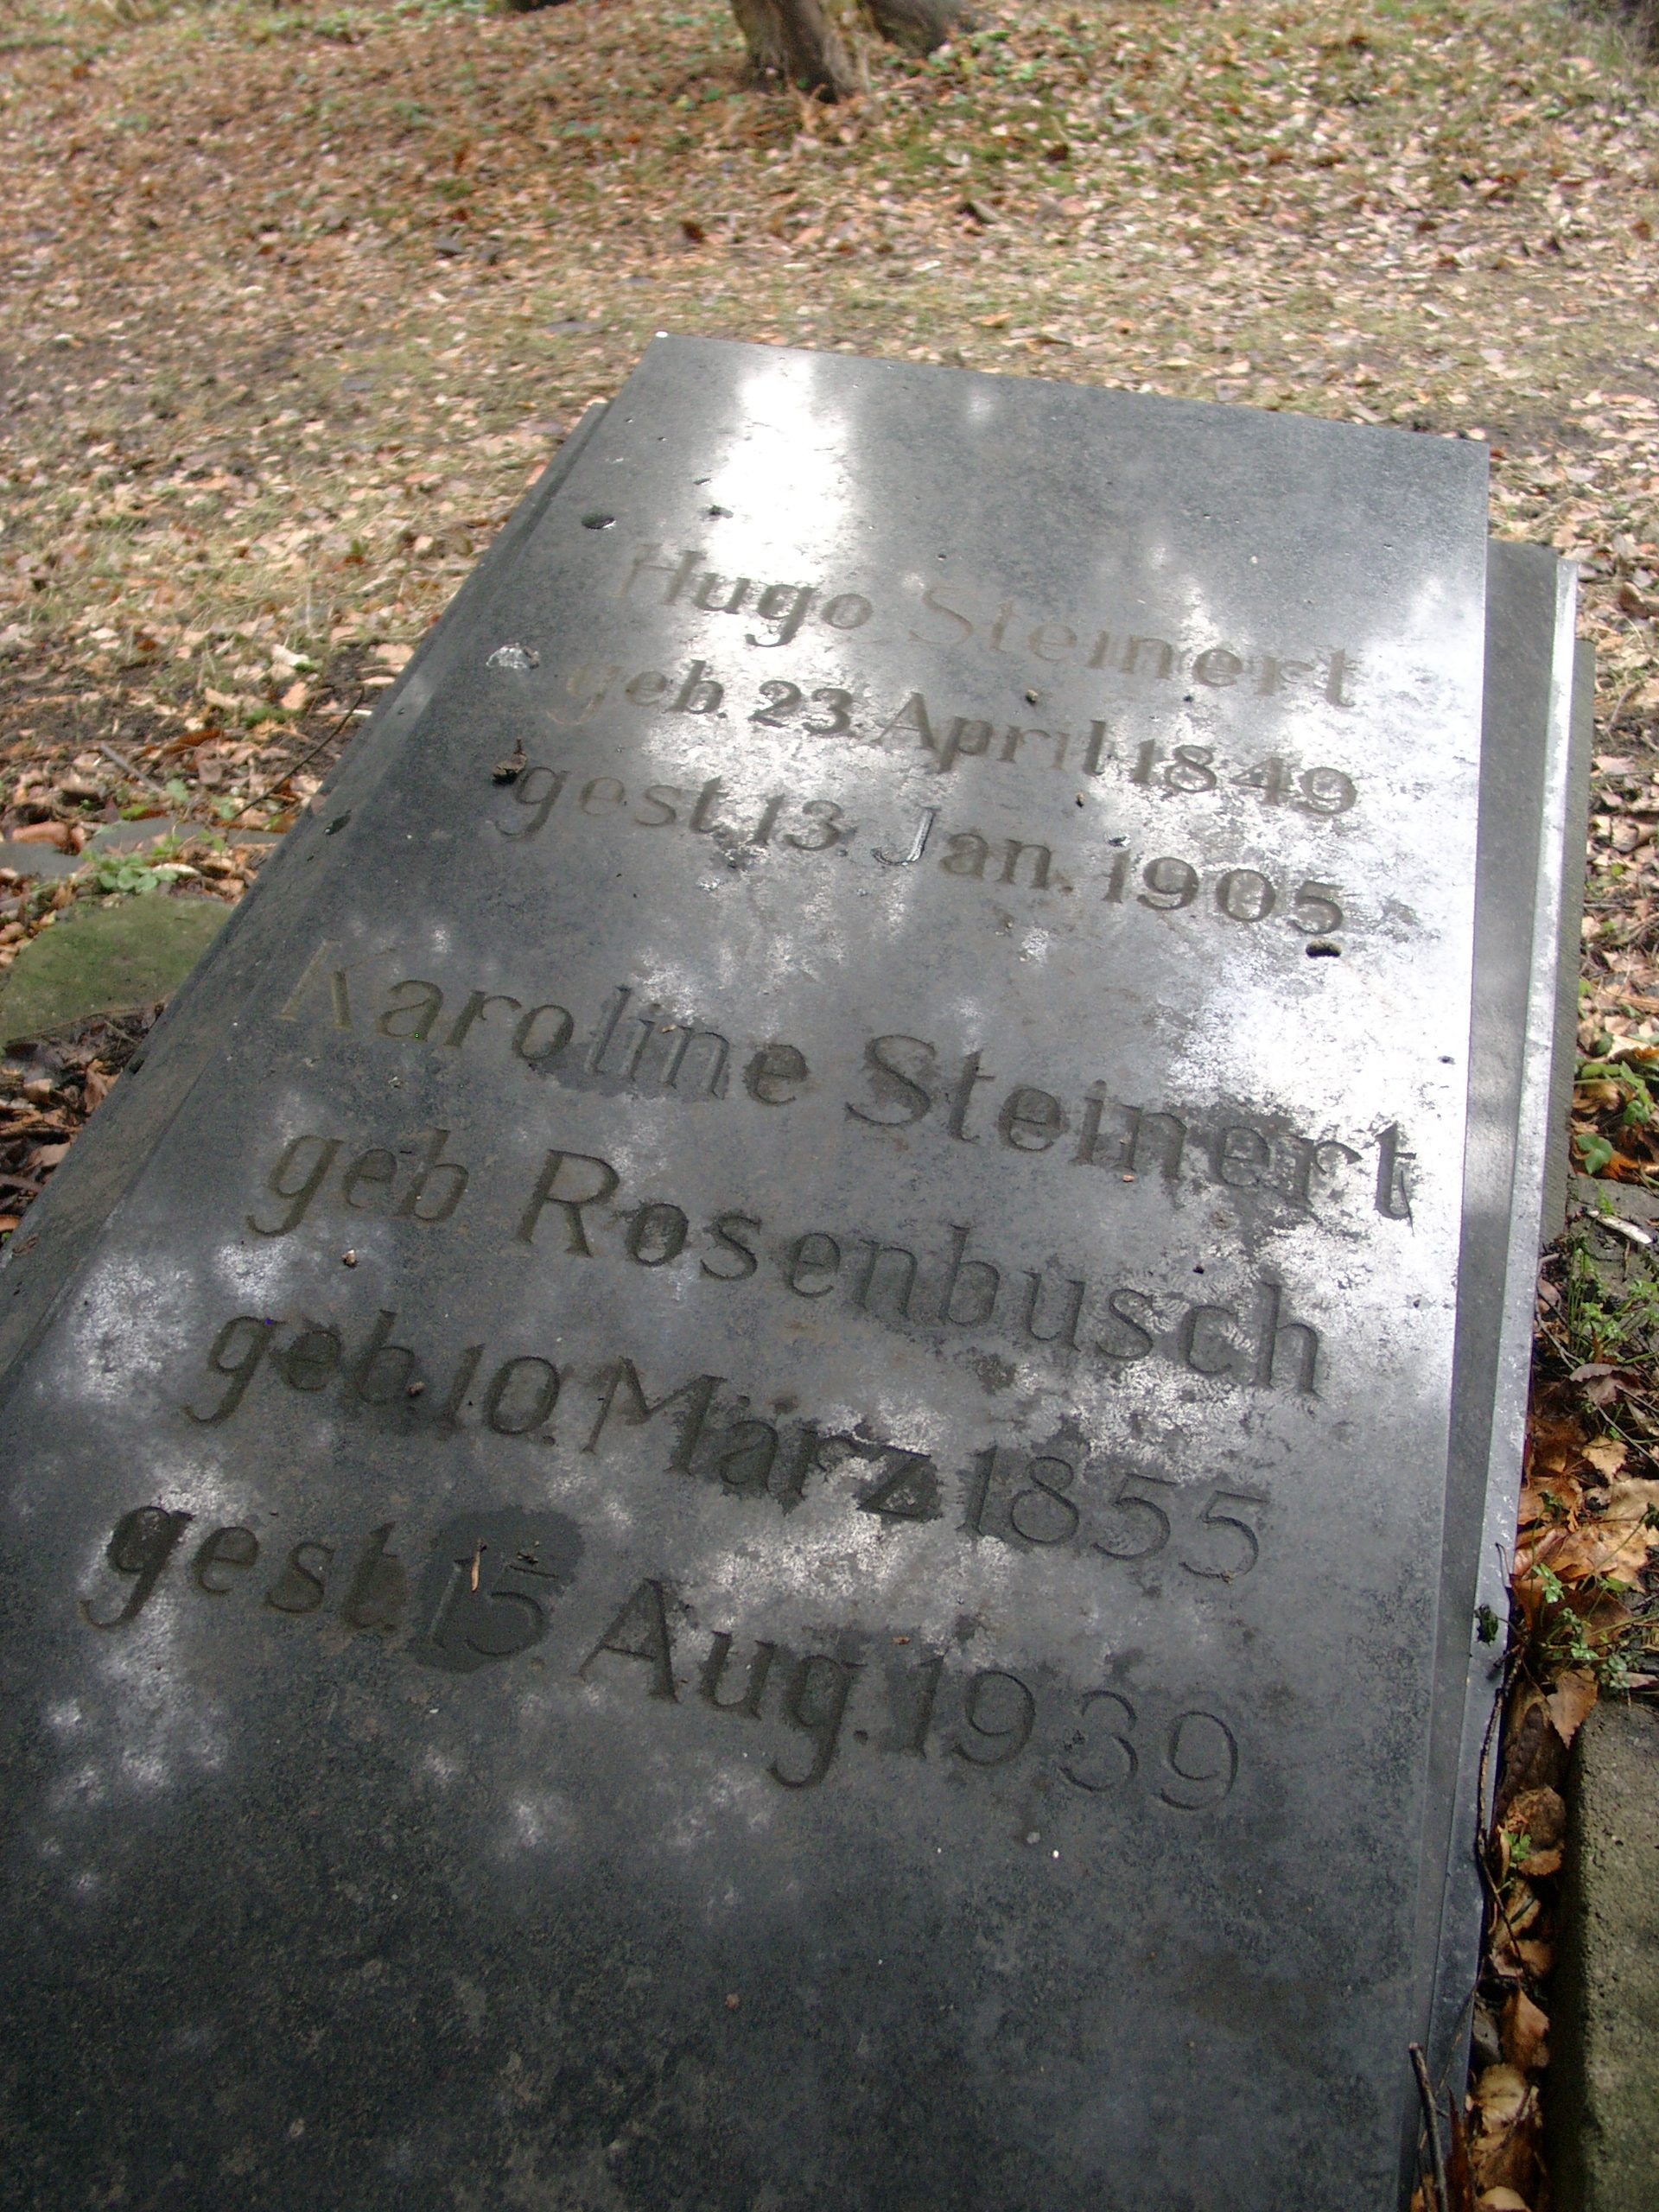 Hugo Steinert
geb. 23. April 1849
gest. 13. Jan. 1905
Karoline Steinert
geb Rosenbusch
geb. 10. März 1855
gest. 15. Aug. 1939